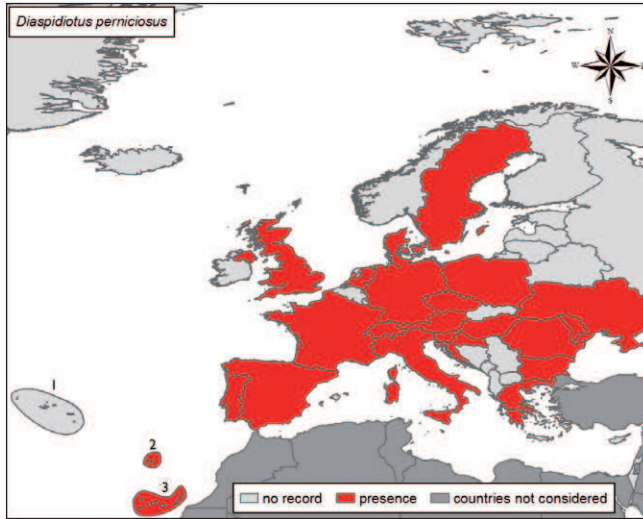 Diaspidiotus perniciosus
N
W
S
1
2
3
no record presence countries not considered